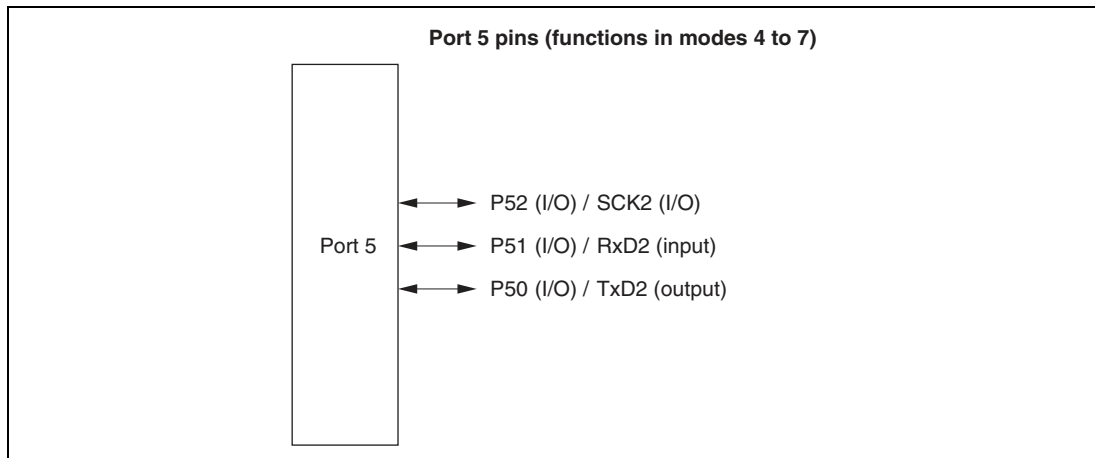 Port 5 pins (functions in modes 4 to 7)
P52 (I/O) / SCK2 (I/O)
Port 5
P51 (I/O) / RxD2 (input)
P50 (I/O) / TxD2 (output)